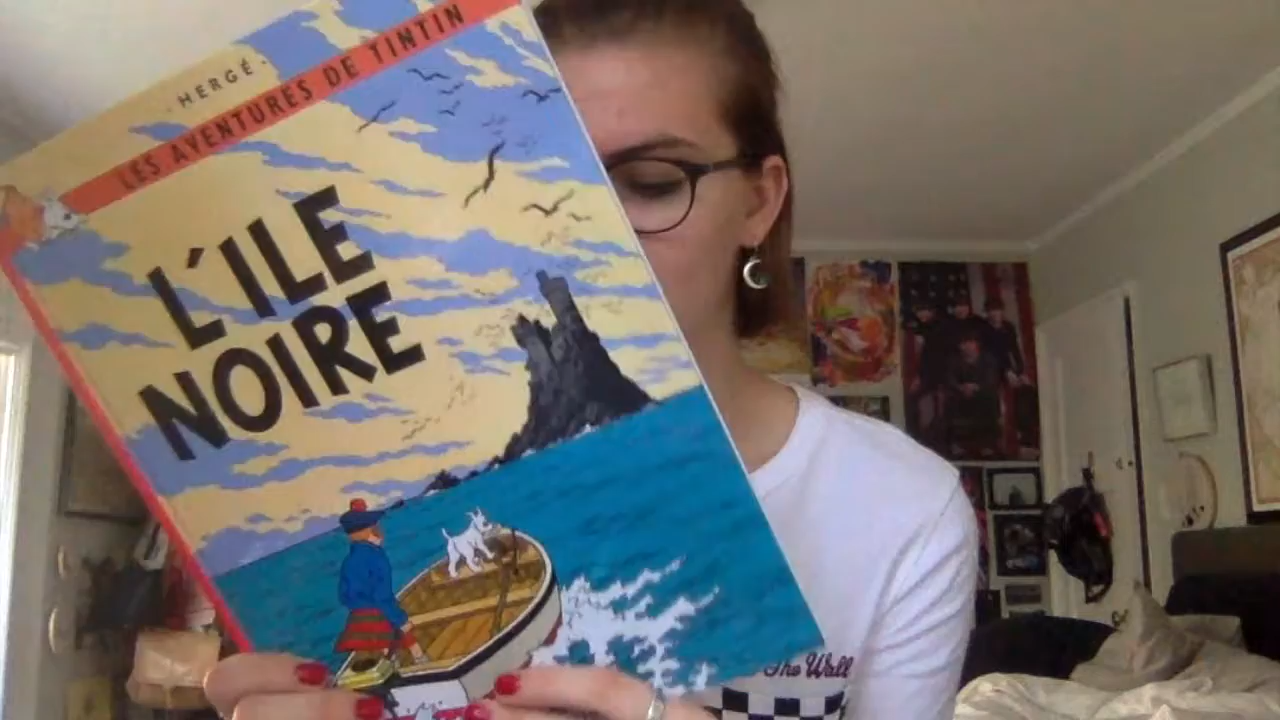 HERGÉ
LES AVENTURES DE TINTIN
L'ILE
NOIRE
The Wall